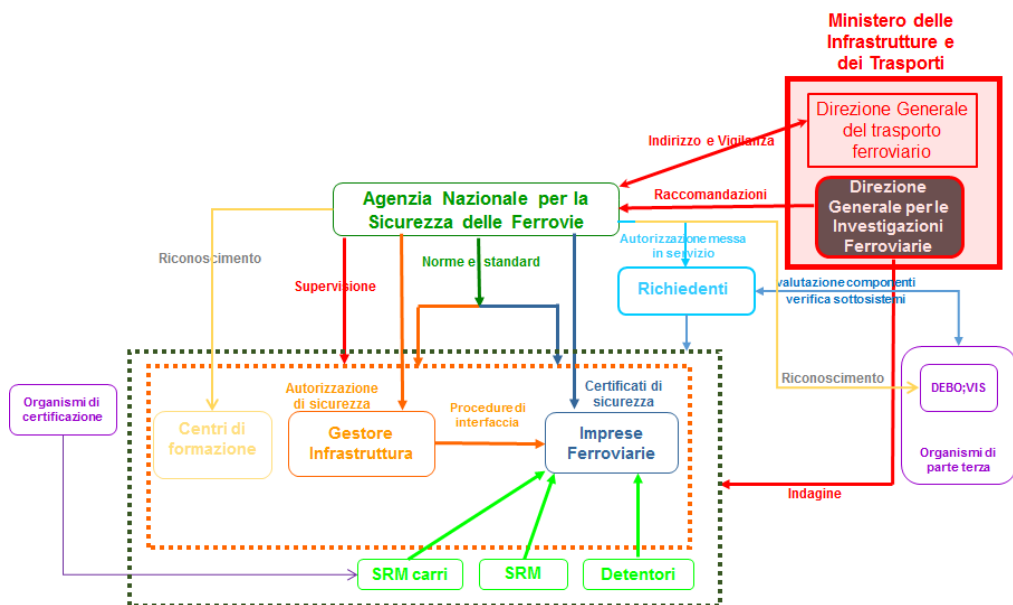 Ministero delle
Infrastrutture e
dei Trasporti
Direzione Generale
del trasporto
ferroviario
Indirizzo e Vigilanza
Raccomandazioni
Direzione
Generale per le
Investigazioni
Ferroviarie
Agenzia Nazionale per la
Sicurezza delle Ferrovie
Riconoscimento
Norme e standard
Autorizzazione messa
in servizio
Supervisione
Richiedenti
valutazione componenti
verifica sottosistemi
Organismi di
certificazione
Autorizzazione
di sicurezza
Certificati di
sicurezza
Riconoscimento
DEBO;VIS
Centri di
formazione
Gestore
Infrastruttura
Procedure di
interfaccia
Imprese
Ferroviarie
Organismi di
parte terza
Indagine
SRM carri
SRM
Detentori